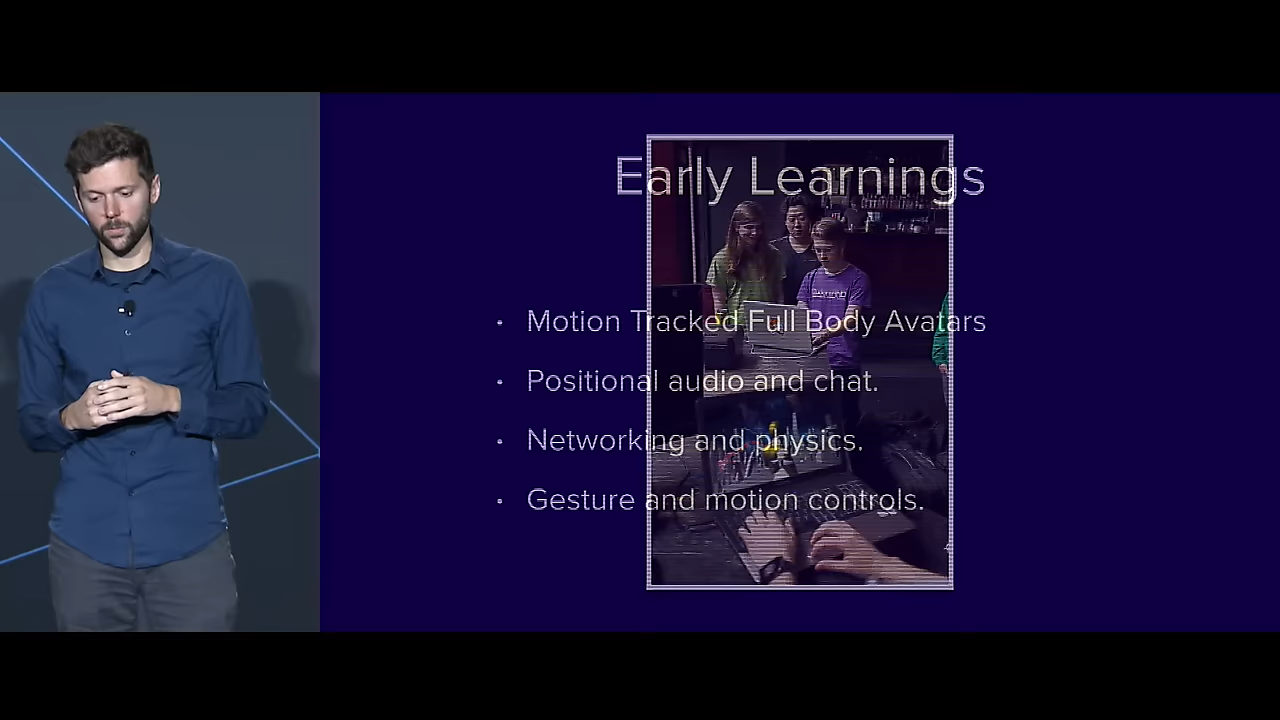 Early Learnings
• Motion Tracked Full Body Avatars
• Positional audio and chat.
• Networking and physics.
• Gesture and motion controls.